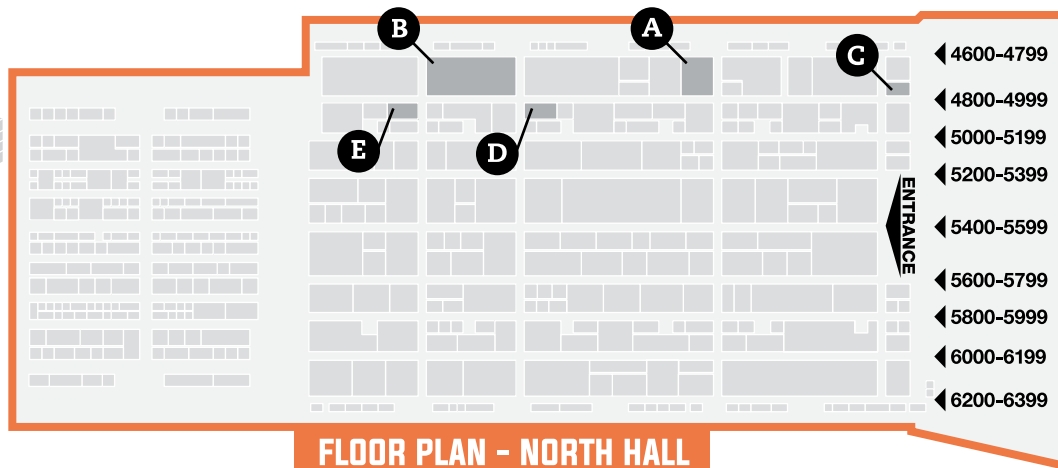 B
A
C
E
D
ENTRANCE
4600-4799
4800-4999
5000-5199
5200-5399
5400-5599
5600-5799
5800-5999
6000-6199
6200-6399
FLOOR PLAN - NORTH HALL